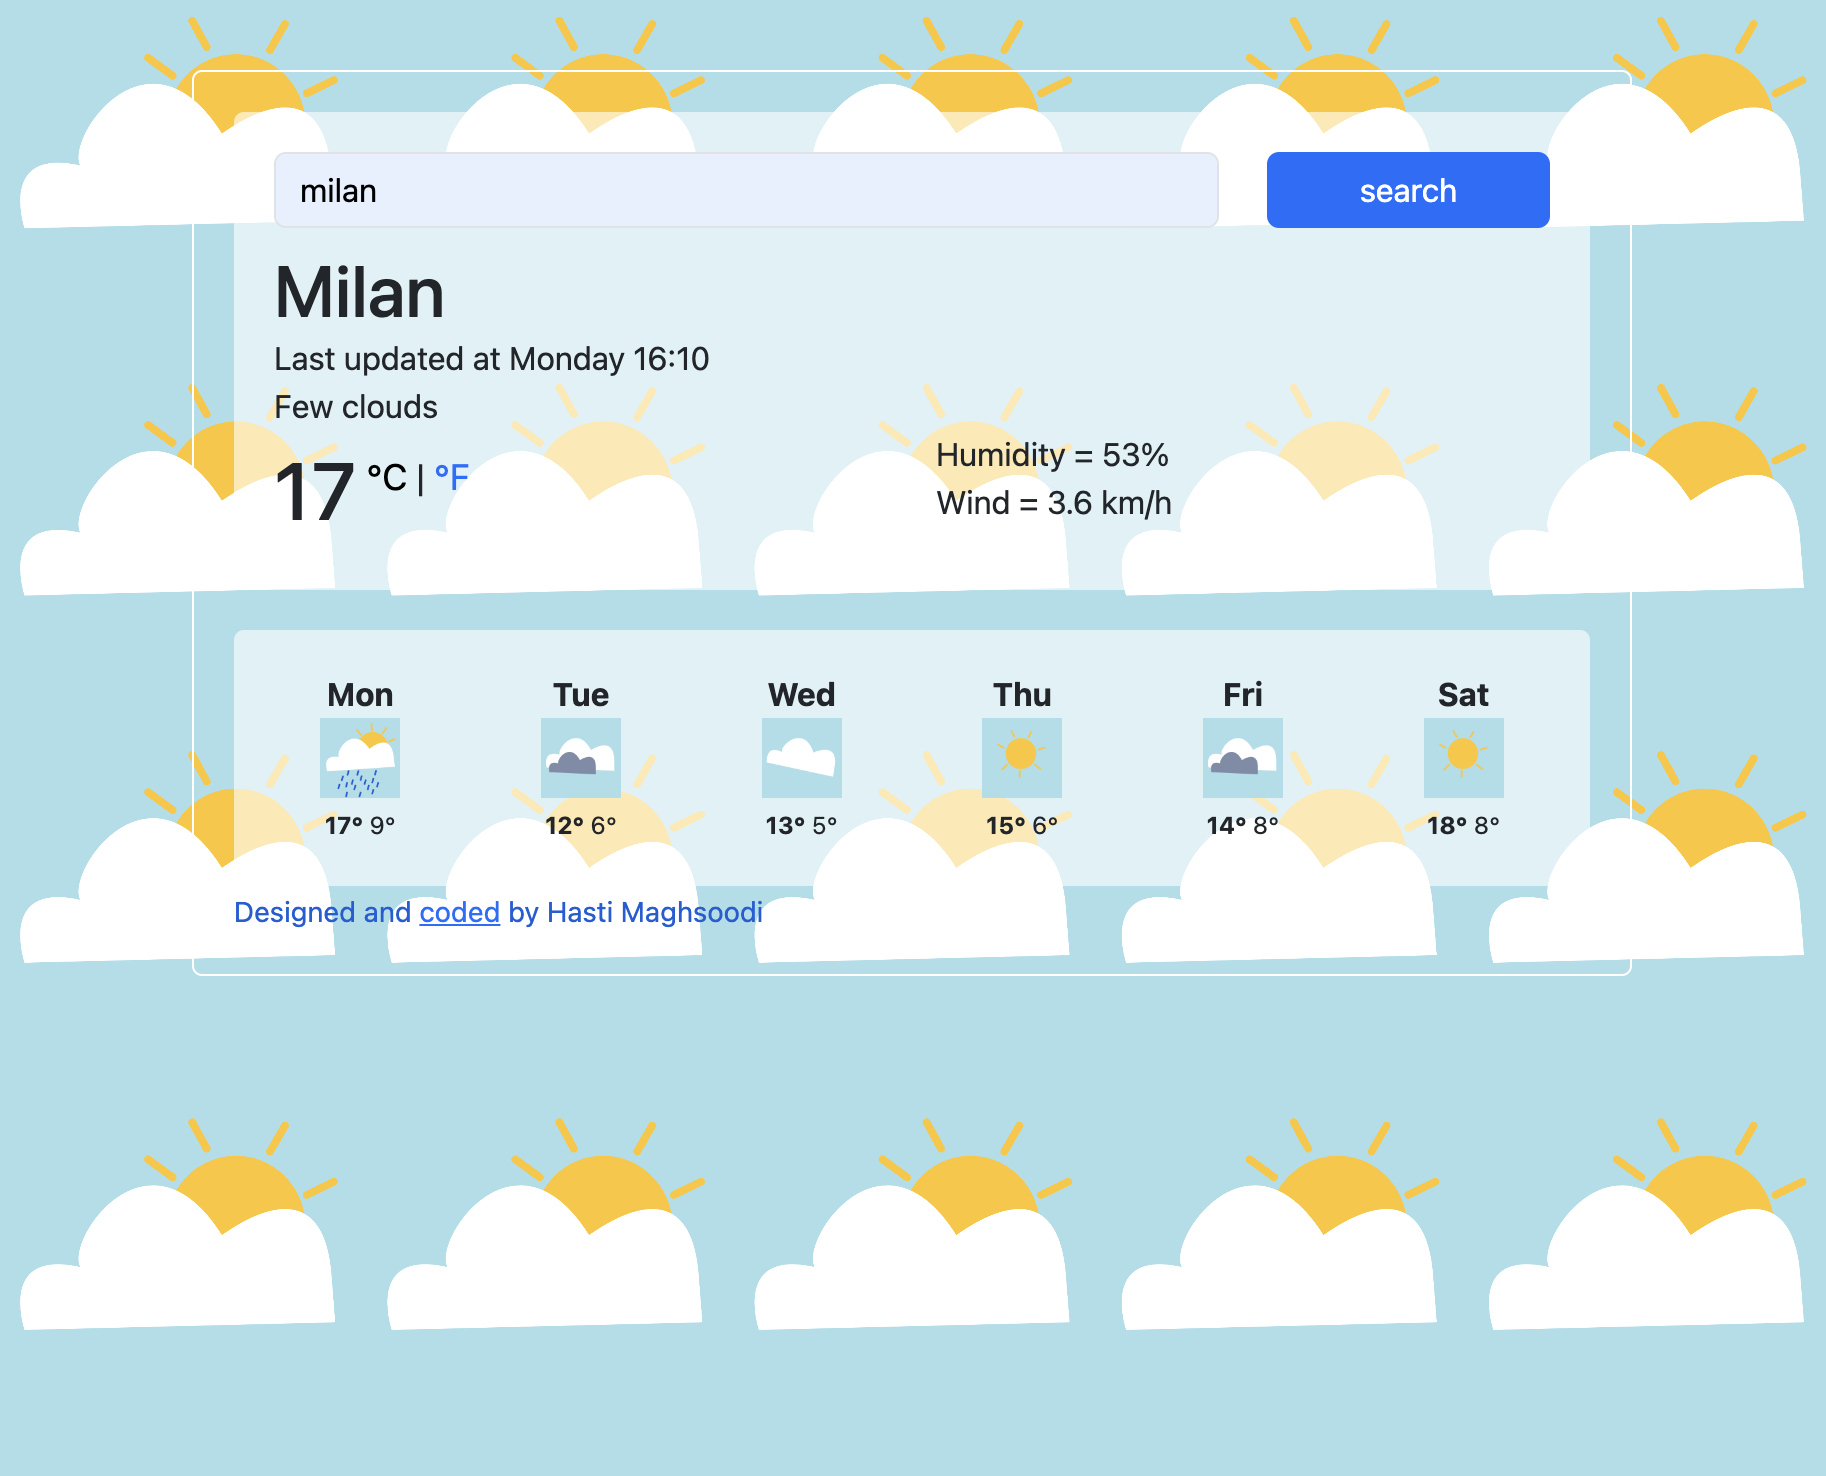 milan
search
Milan
Last updated at Monday 16:10
Few clouds
17 °C | °F
Humidity = 53%
Wind = 3.6 km/h
Mon Tue Wed Thu Fri Sat
17° 9° 12° 6° 13° 5° 15° 6° 14° 8° 18° 8°
Designed and coded by Hasti Maghsoodi